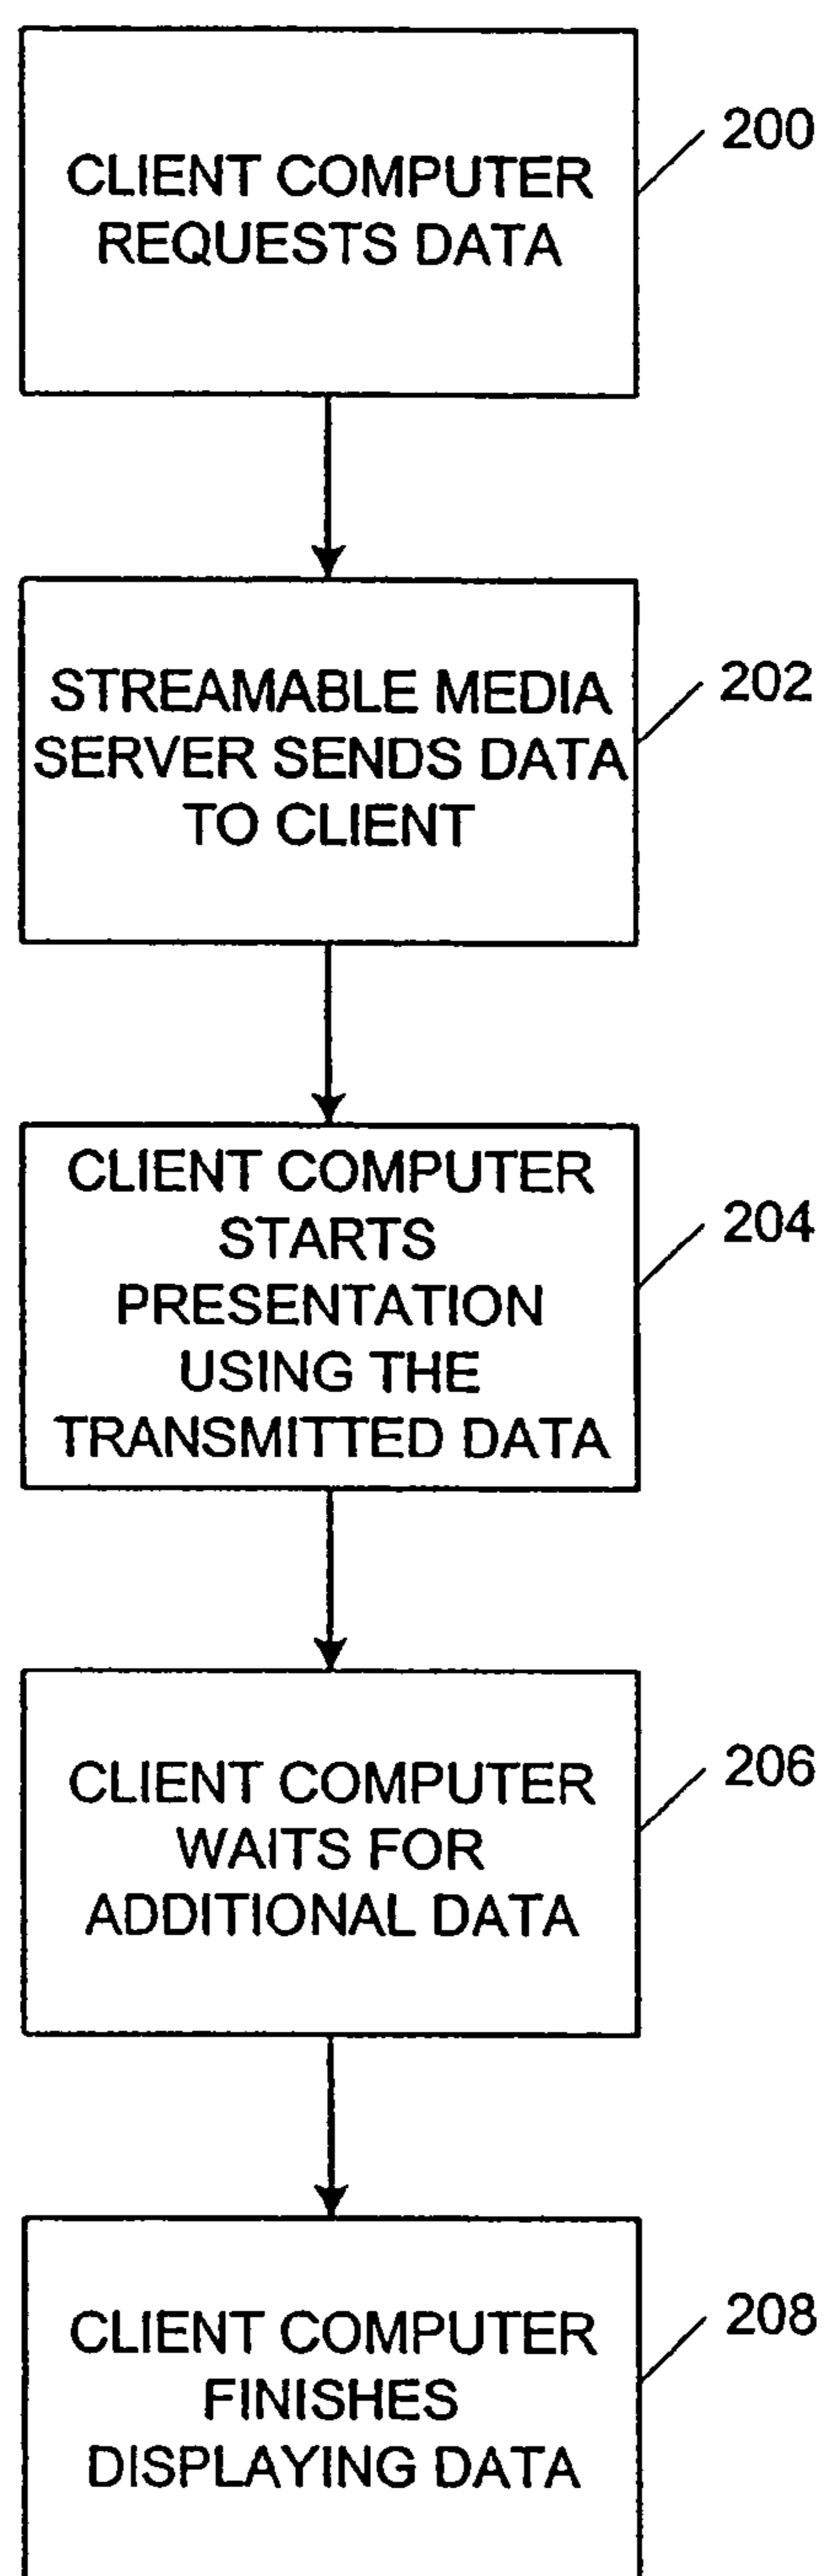 CLIENT COMPUTER
REQUESTS DATA
200
STREAMABLE MEDIA
SERVER SENDS DATA
TO CLIENT
202
CLIENT COMPUTER
STARTS
PRESENTATION
USING THE
TRANSMITTED DATA
204
CLIENT COMPUTER
WAITS FOR
ADDITIONAL DATA
206
CLIENT COMPUTER
FINISHES
DISPLAYING DATA
208